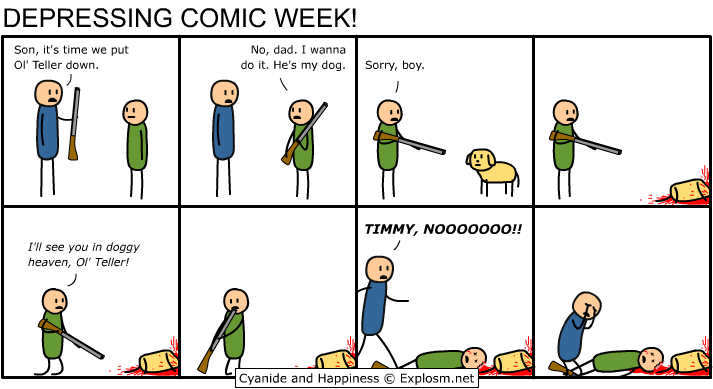 DEPRESSING COMIC WEEK!
Son, it's time we put
Ol' Teller down.
No, dad. I wanna
do it. He's my dog.
Sorry, boy.
I'll see you in doggy
heaven, Ol' Teller!
TIMMY, NOOOOOOO!!
Cyanide and Happiness © Explosm.net